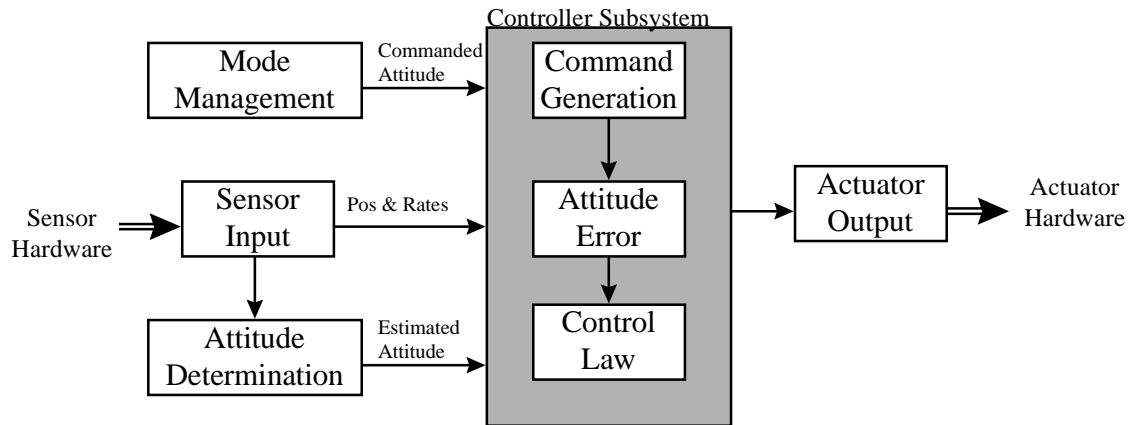 Controller Subsystem
Mode
Management
Commanded
Attitude
Command
Generation
Sensor
Hardware
Sensor
Input
Pos & Rates
Attitude
Error
Actuator
Output
Actuator
Hardware
Attitude
Determination
Estimated
Attitude
Control
Law